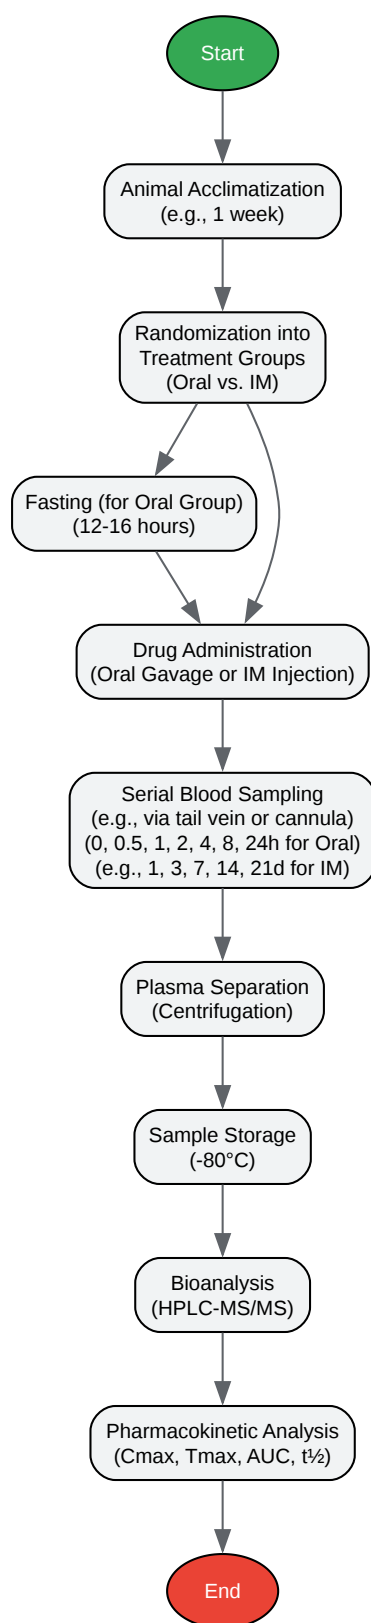 Start
Animal Acclimatization
(e.g., 1 week)
Randomization into
Treatment Groups
(Oral vs. IM)
Fasting (for Oral Group)
(12-16 hours)
Drug Administration
(Oral Gavage or IM Injection)
Serial Blood Sampling
(e.g., via tail vein or cannula)
(0, 0.5, 1, 2, 4, 8, 24h for Oral)
(e.g., 1, 3, 7, 14, 21d for IM)
Plasma Separation
(Centrifugation)
Sample Storage
(-80°C)
Bioanalysis
(HPLC-MS/MS)
Pharmacokinetic Analysis
(Cmax, Tmax, AUC, t½)
End